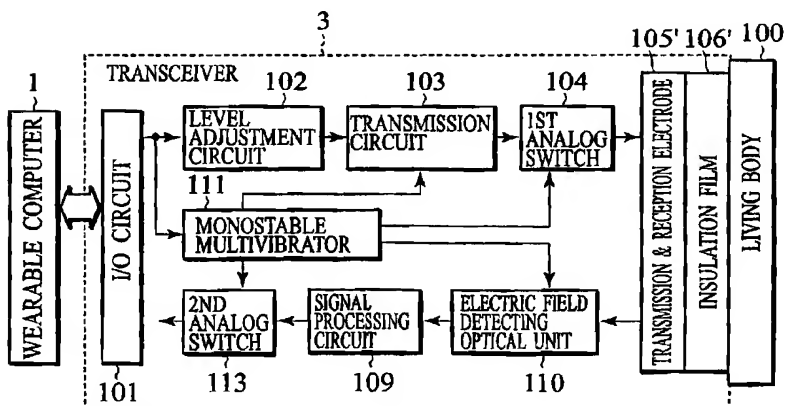 3
105' 106' 100
TRANSCEIVER
1
102
103
104
WEARABLE COMPUTER
I/O CIRCUIT
LEVEL
ADJUSTMENT
CIRCUIT
TRANSMISSION
CIRCUIT
1ST
ANALOG
SWITCH
TRANSMISSION & RECEPTION ELECTRODE
INSULATION FILM
LIVING BODY
111
MONOSTABLE
MULTIVIBRATOR
2ND
ANALOG
SWITCH
SIGNAL
PROCESSING
CIRCUIT
ELECTRIC FIELD
DETECTING
OPTICAL UNIT
101
113
109
110